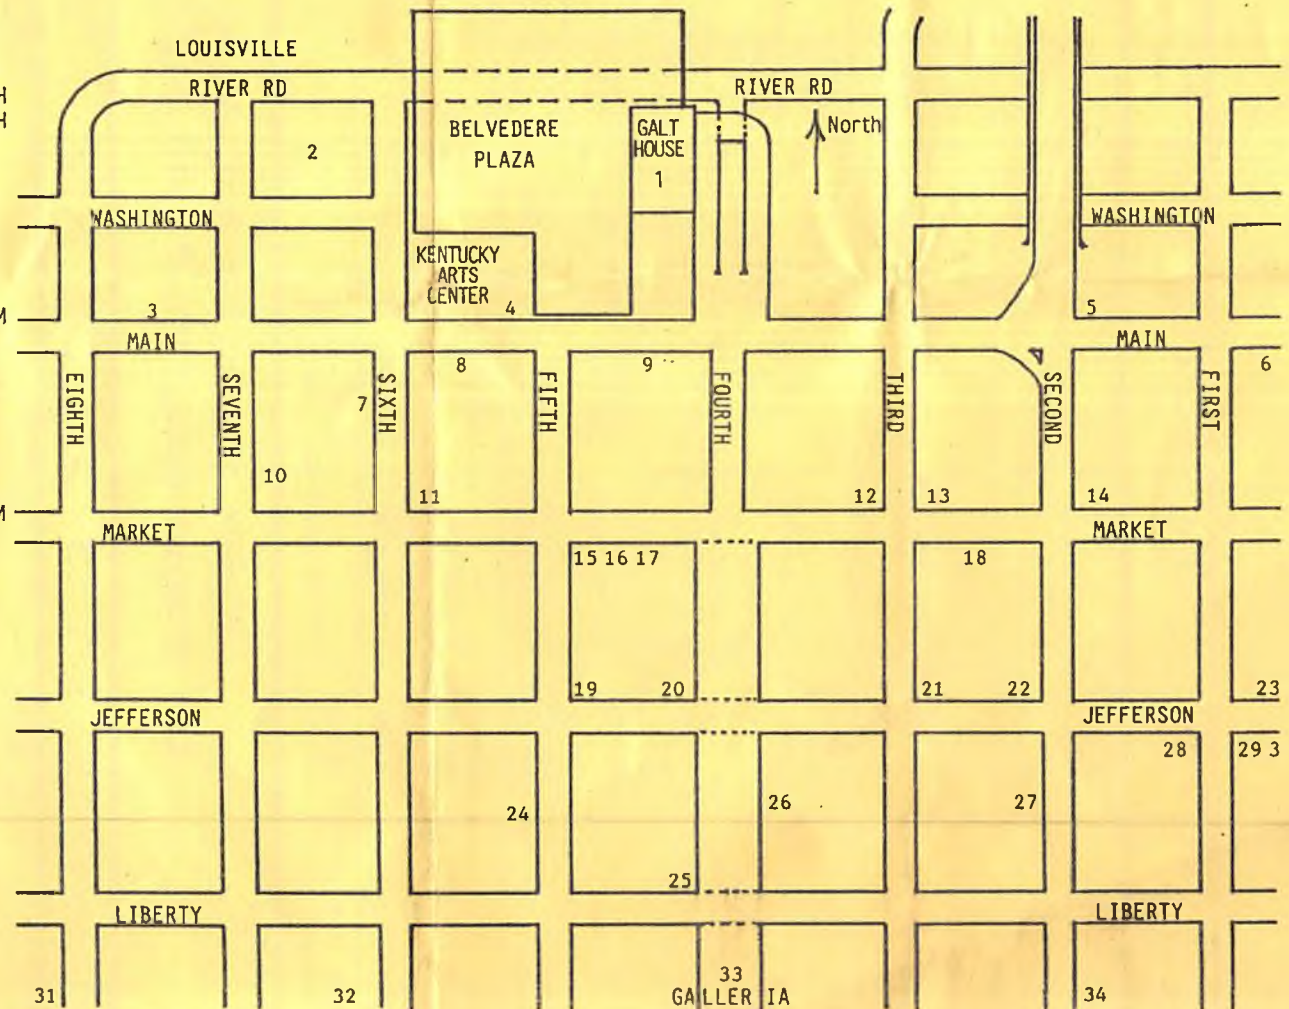 LOUISVILLE
RIVER RD
RIVER RD
H
H
BELVEDERE
PLAZA
GALT
HOUSE
1
North
2
WASHINGTON
WASHINGTON
KENTUCKY
ARTS
CENTER 4
3
5
M
MAIN
MAIN
8
9
6
EIGHTH
SEVENTH
7
SIXTH
FIFTH
FOURTH
THIRD
SECOND
FIRST
10
11
12
13
14
M
MARKET
MARKET
15 16 17
18
19
20
21
22
23
JEFFERSON
JEFFERSON
28
29 3
24
26
27
25
LIBERTY
LIBERTY
31
32
33
GALLERIA
34